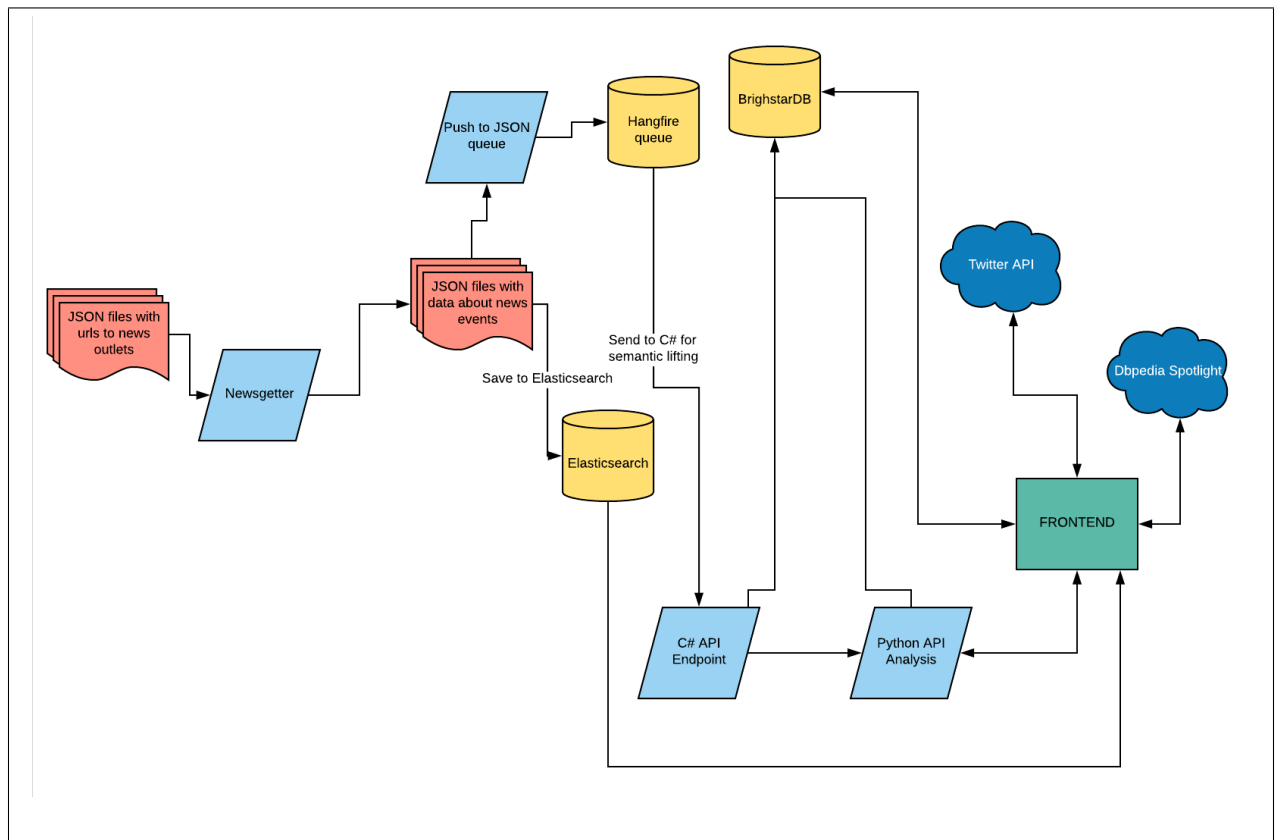 BrighstarDB
Hangfire
queue
Push to JSON
queue
Twitter API
JSON files with
data about news
events
JSON files with
urls to news
outlets
Send to C# for
semantic lifting
Dbpedia Spotlight
Save to Elasticsearch
Newsgetter
Elasticsearch
FRONTEND
C# API
Endpoint
Python API
Analysis